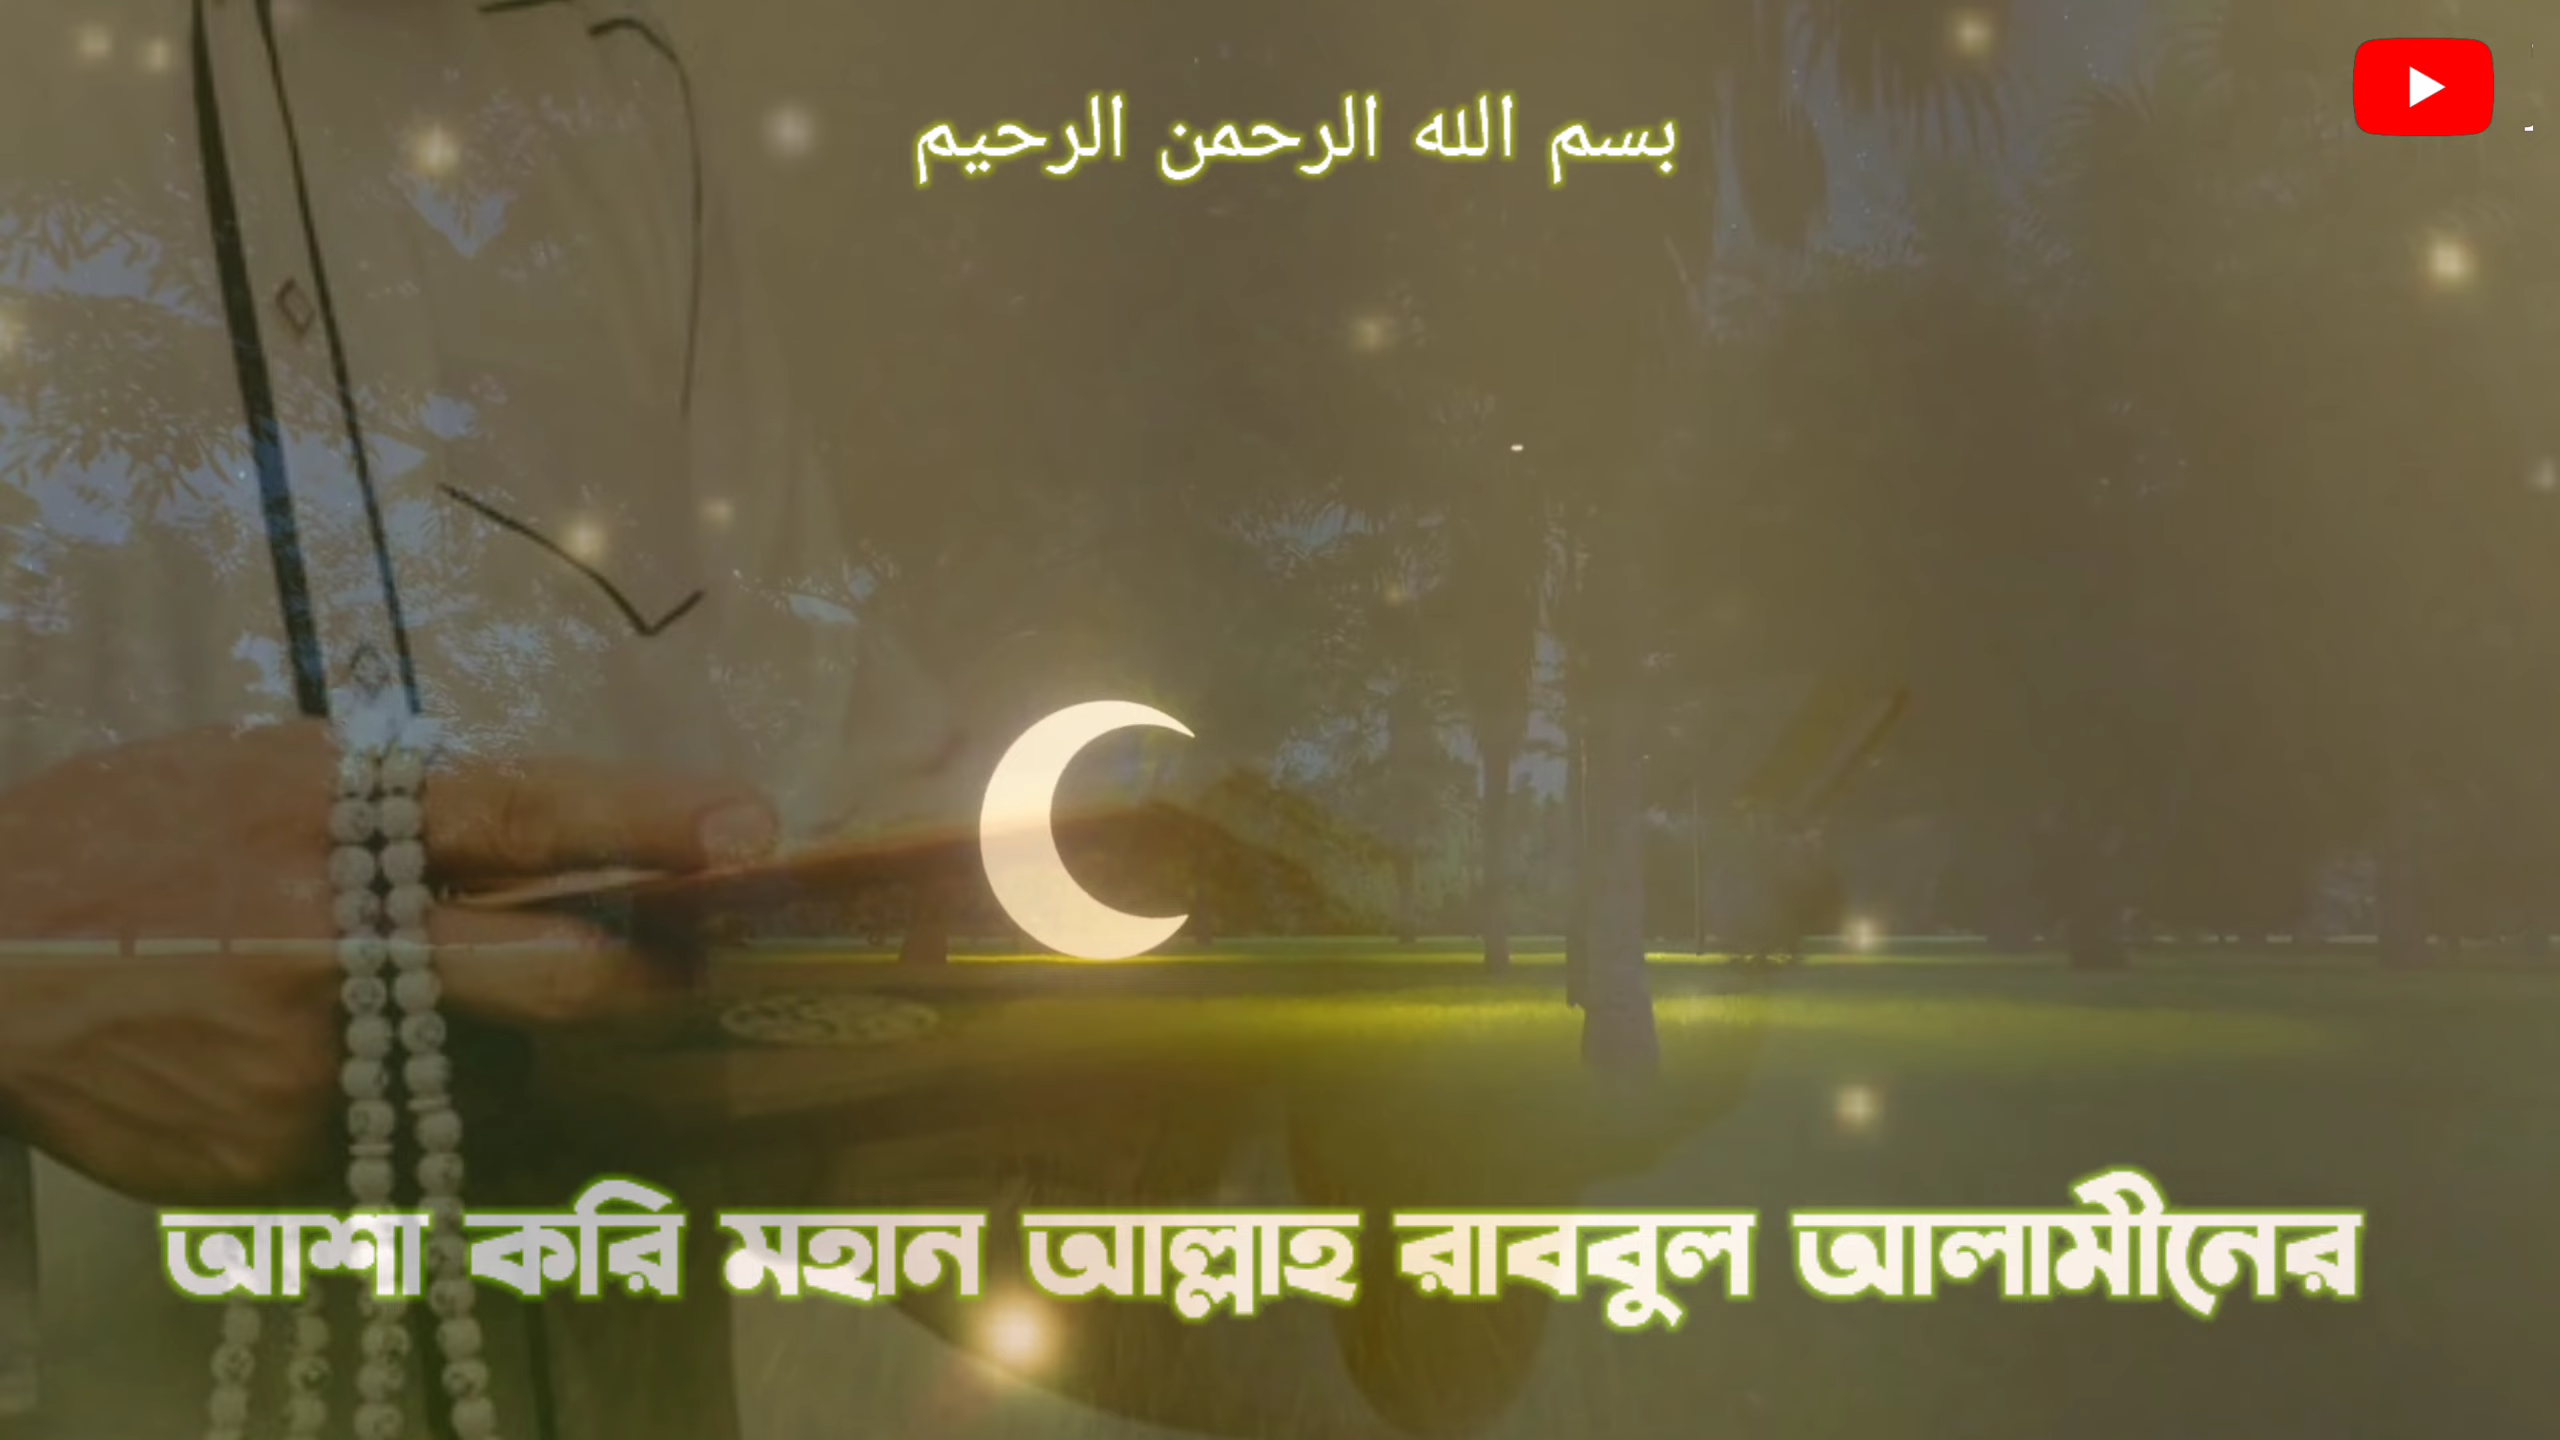 بسم الله الرحمن الرحيم
আশা করি মহান আল্লাহ রাববুল আলামীনের